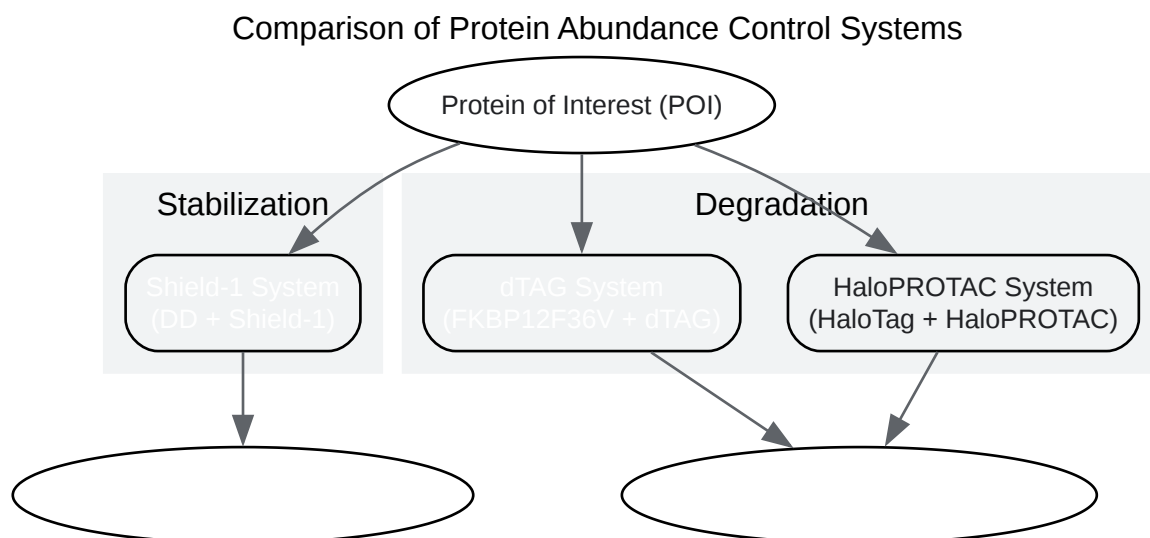 Comparison of Protein Abundance Control Systems
Protein of Interest (POI)
Stabilization
Degradation
Shield-1 System
(DD + Shield-1)
dTAG System
(FKBP12F36V + dTAG)
HaloPROTAC System
(HaloTag + HaloPROTAC)